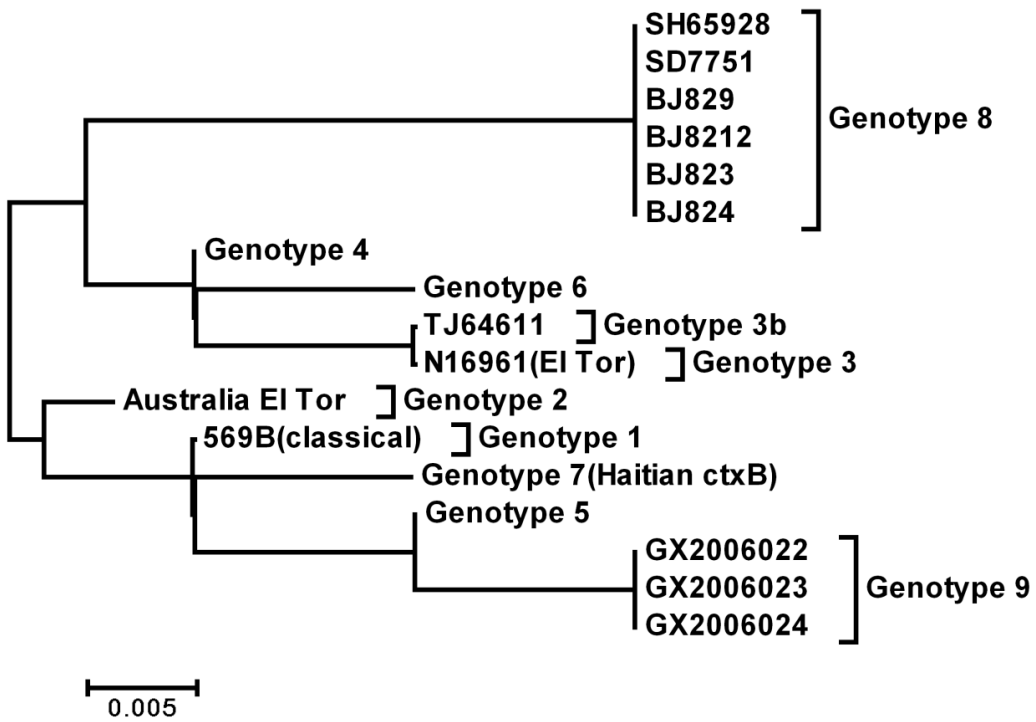 SH65928
SD7751
BJ829
Genotype 8
BJ8212
BJ823
BJ824
Genotype 4
Genotype 6
TJ64611 Genotype 3b
N16961(El Tor) Genotype 3
Australia El Tor Genotype 2
569B(classical) Genotype 1
Genotype 7(Haitian ctxB)
Genotype 5
GX2006022
GX2006023 Genotype 9
GX2006024
0.005